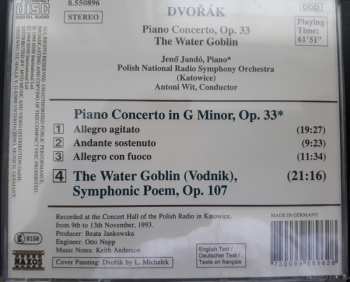 8.550896
STEREO
DVOŘÁK
DDD
Playing
Time:
61'51"
Piano Concerto, Op. 33
The Water Goblin
Jenő Jandó, Piano*
Polish National Radio Symphony Orchestra
(Katowice)
Antoni Wit, Conductor
Piano Concerto in G Minor, Op. 33*
1 Allegro agitato (19:27)
2 Andante sostenuto (9:23)
3 Allegro con fuoco (11:34)
4 The Water Goblin (Vodnik), (21:16)
Symphonic Poem, Op. 107
Recorded at the Concert Hall of the Polish Radio in Katowice,
from 9th to 13th November, 1993.
Producer: Beata Jankowska
Engineer: Otto Nopp
Music Notes: Keith Anderson
Cover Painting: Dvořák by L. Michalek
MADE IN GERMANY
English Text /
Deutscher Text /
Texte en français